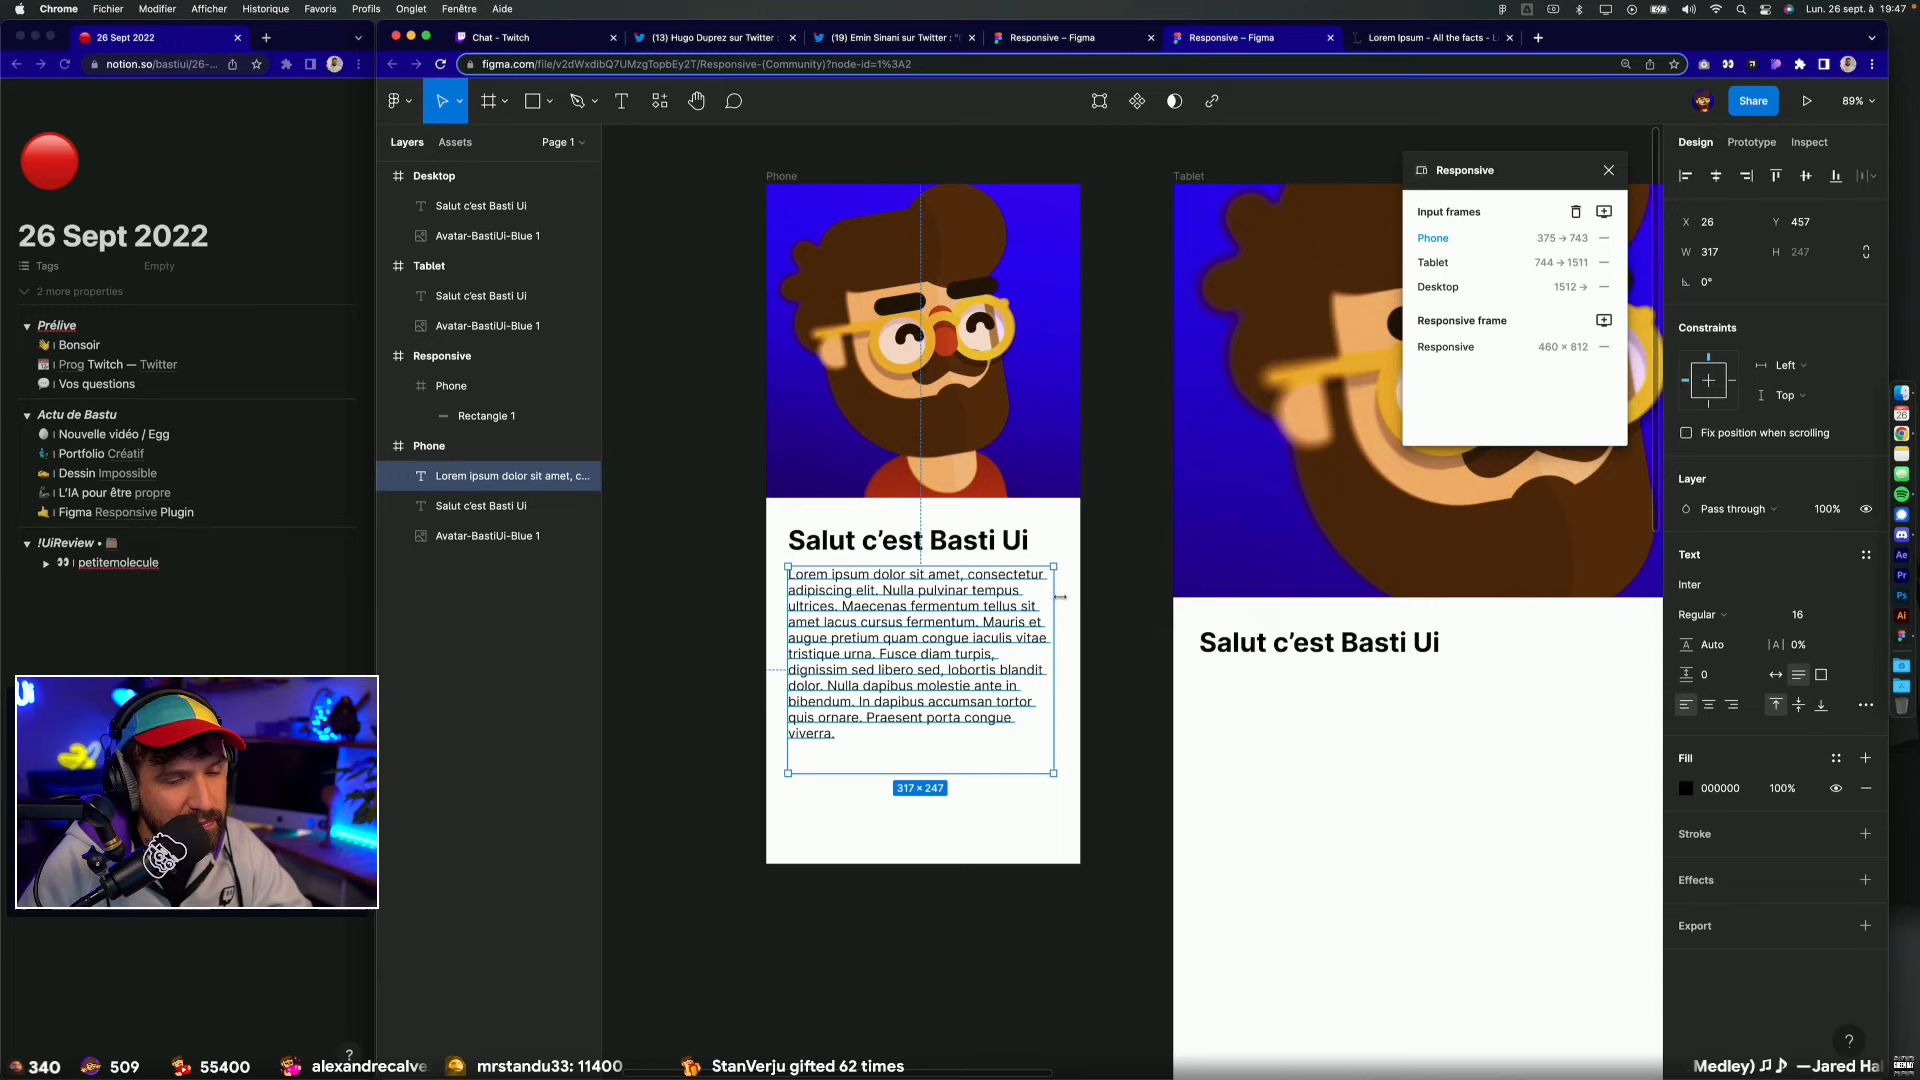 Chrome Fichier Modifier Afficher Historique Favoris Profils Onglet Fenêtre Aide
Lun. 26 sept. à 19:47
26 Sept 2022
Chat - Twitch
(13) Hugo Duprez sur Twitter :
(19) Emin Sinani sur Twitter : "
Responsive – Figma
Responsive – Figma
Lorem Ipsum - All the facts - L
notion.so/bastiui/26-
figma.com/file/v2dWxdibQ7UMzgTopbEy2T/Responsive-(Community)?node-id=1%3A2
Share
89%
26 Sept 2022
Tags Empty
2 more properties
Prélive
Bonsoir
Prog Twitch — Twitter
Vos questions
Actu de Bastu
Nouvelle vidéo / Egg
Portfolio Créatif
Dessin Impossible
L'IA pour être propre
Figma Responsive Plugin
!UiReview •
petitemolecule
Layers Assets Page 1
Desktop
Salut c'est Basti Ui
Avatar-BastiUi-Blue 1
Tablet
Salut c'est Basti Ui
Avatar-BastiUi-Blue 1
Responsive
Phone
Rectangle 1
Phone
Lorem ipsum dolor sit amet, c...
Salut c'est Basti Ui
Avatar-BastiUi-Blue 1
Phone
Salut c'est Basti Ui
Lorem ipsum dolor sit amet, consectetur
adipiscing elit. Nulla pulvinar tempus
ultrices. Maecenas fermentum tellus sit
amet lacus cursus fermentum. Mauris et
augue pretium quam congue iaculis vitae
tristique urna. Fusce diam turpis,
dignissim sed libero sed, lobortis blandit
dolor. Nulla dapibus molestie ante in
bibendum. In dapibus accumsan tortor
quis ornare. Praesent porta congue
viverra.
317 × 247
Tablet
Salut c'est Basti Ui
Responsive
Input frames
Phone 375 → 743
Tablet 744 → 1511
Desktop 1512 →
Responsive frame
Responsive 460 × 812
Design Prototype Inspect
X 26 Y 457
W 317 H 247
0°
Constraints
Left
Top
Fix position when scrolling
Layer
Pass through 100%
Text
Inter
Regular 16
Auto |A| 0%
0
Fill
000000 100%
Stroke
Effects
Export
26
Ae
Pr
Ps
Ai
?
?
340 509 55400 alexandrecalve mrstandu33: 11400 StanVerju gifted 62 times
Medley) ♫♪ —Jared Hal